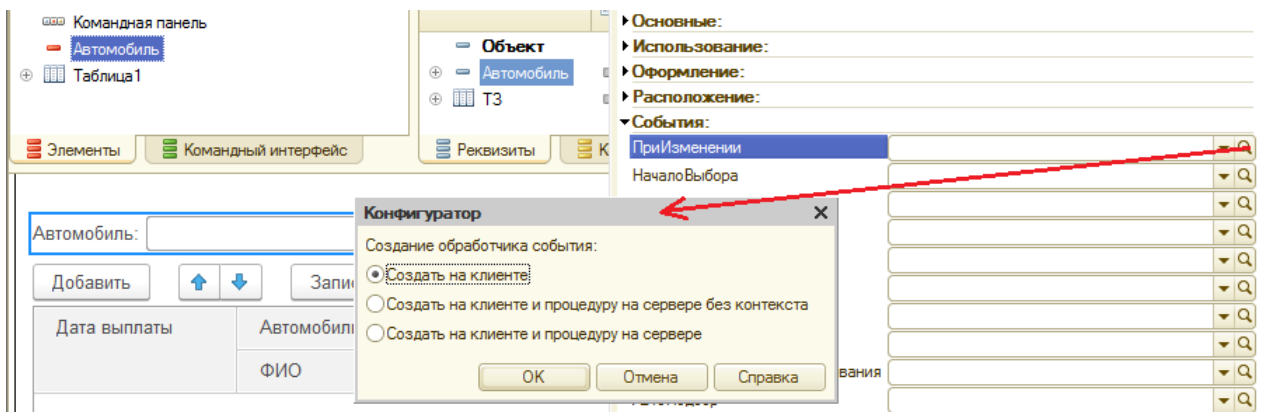 Командная панель
Автомобиль
Таблица1
Элементы
Командный интерфейс
Объект
Автомобиль
ТЗ
Реквизиты
К
Основные:
Использование:
Оформление:
Расположение:
События:
ПриИзменении
НачалоВыбора
вания
Автомобиль:
Добавить
Запи
Дата выплаты
Автомобил
ФИО
Конфигуратор
Создание обработчика события:
Создать на клиенте
Создать на клиенте и процедуру на сервере без контекста
Создать на клиенте и процедуру на сервере
OK
Отмена
Справка